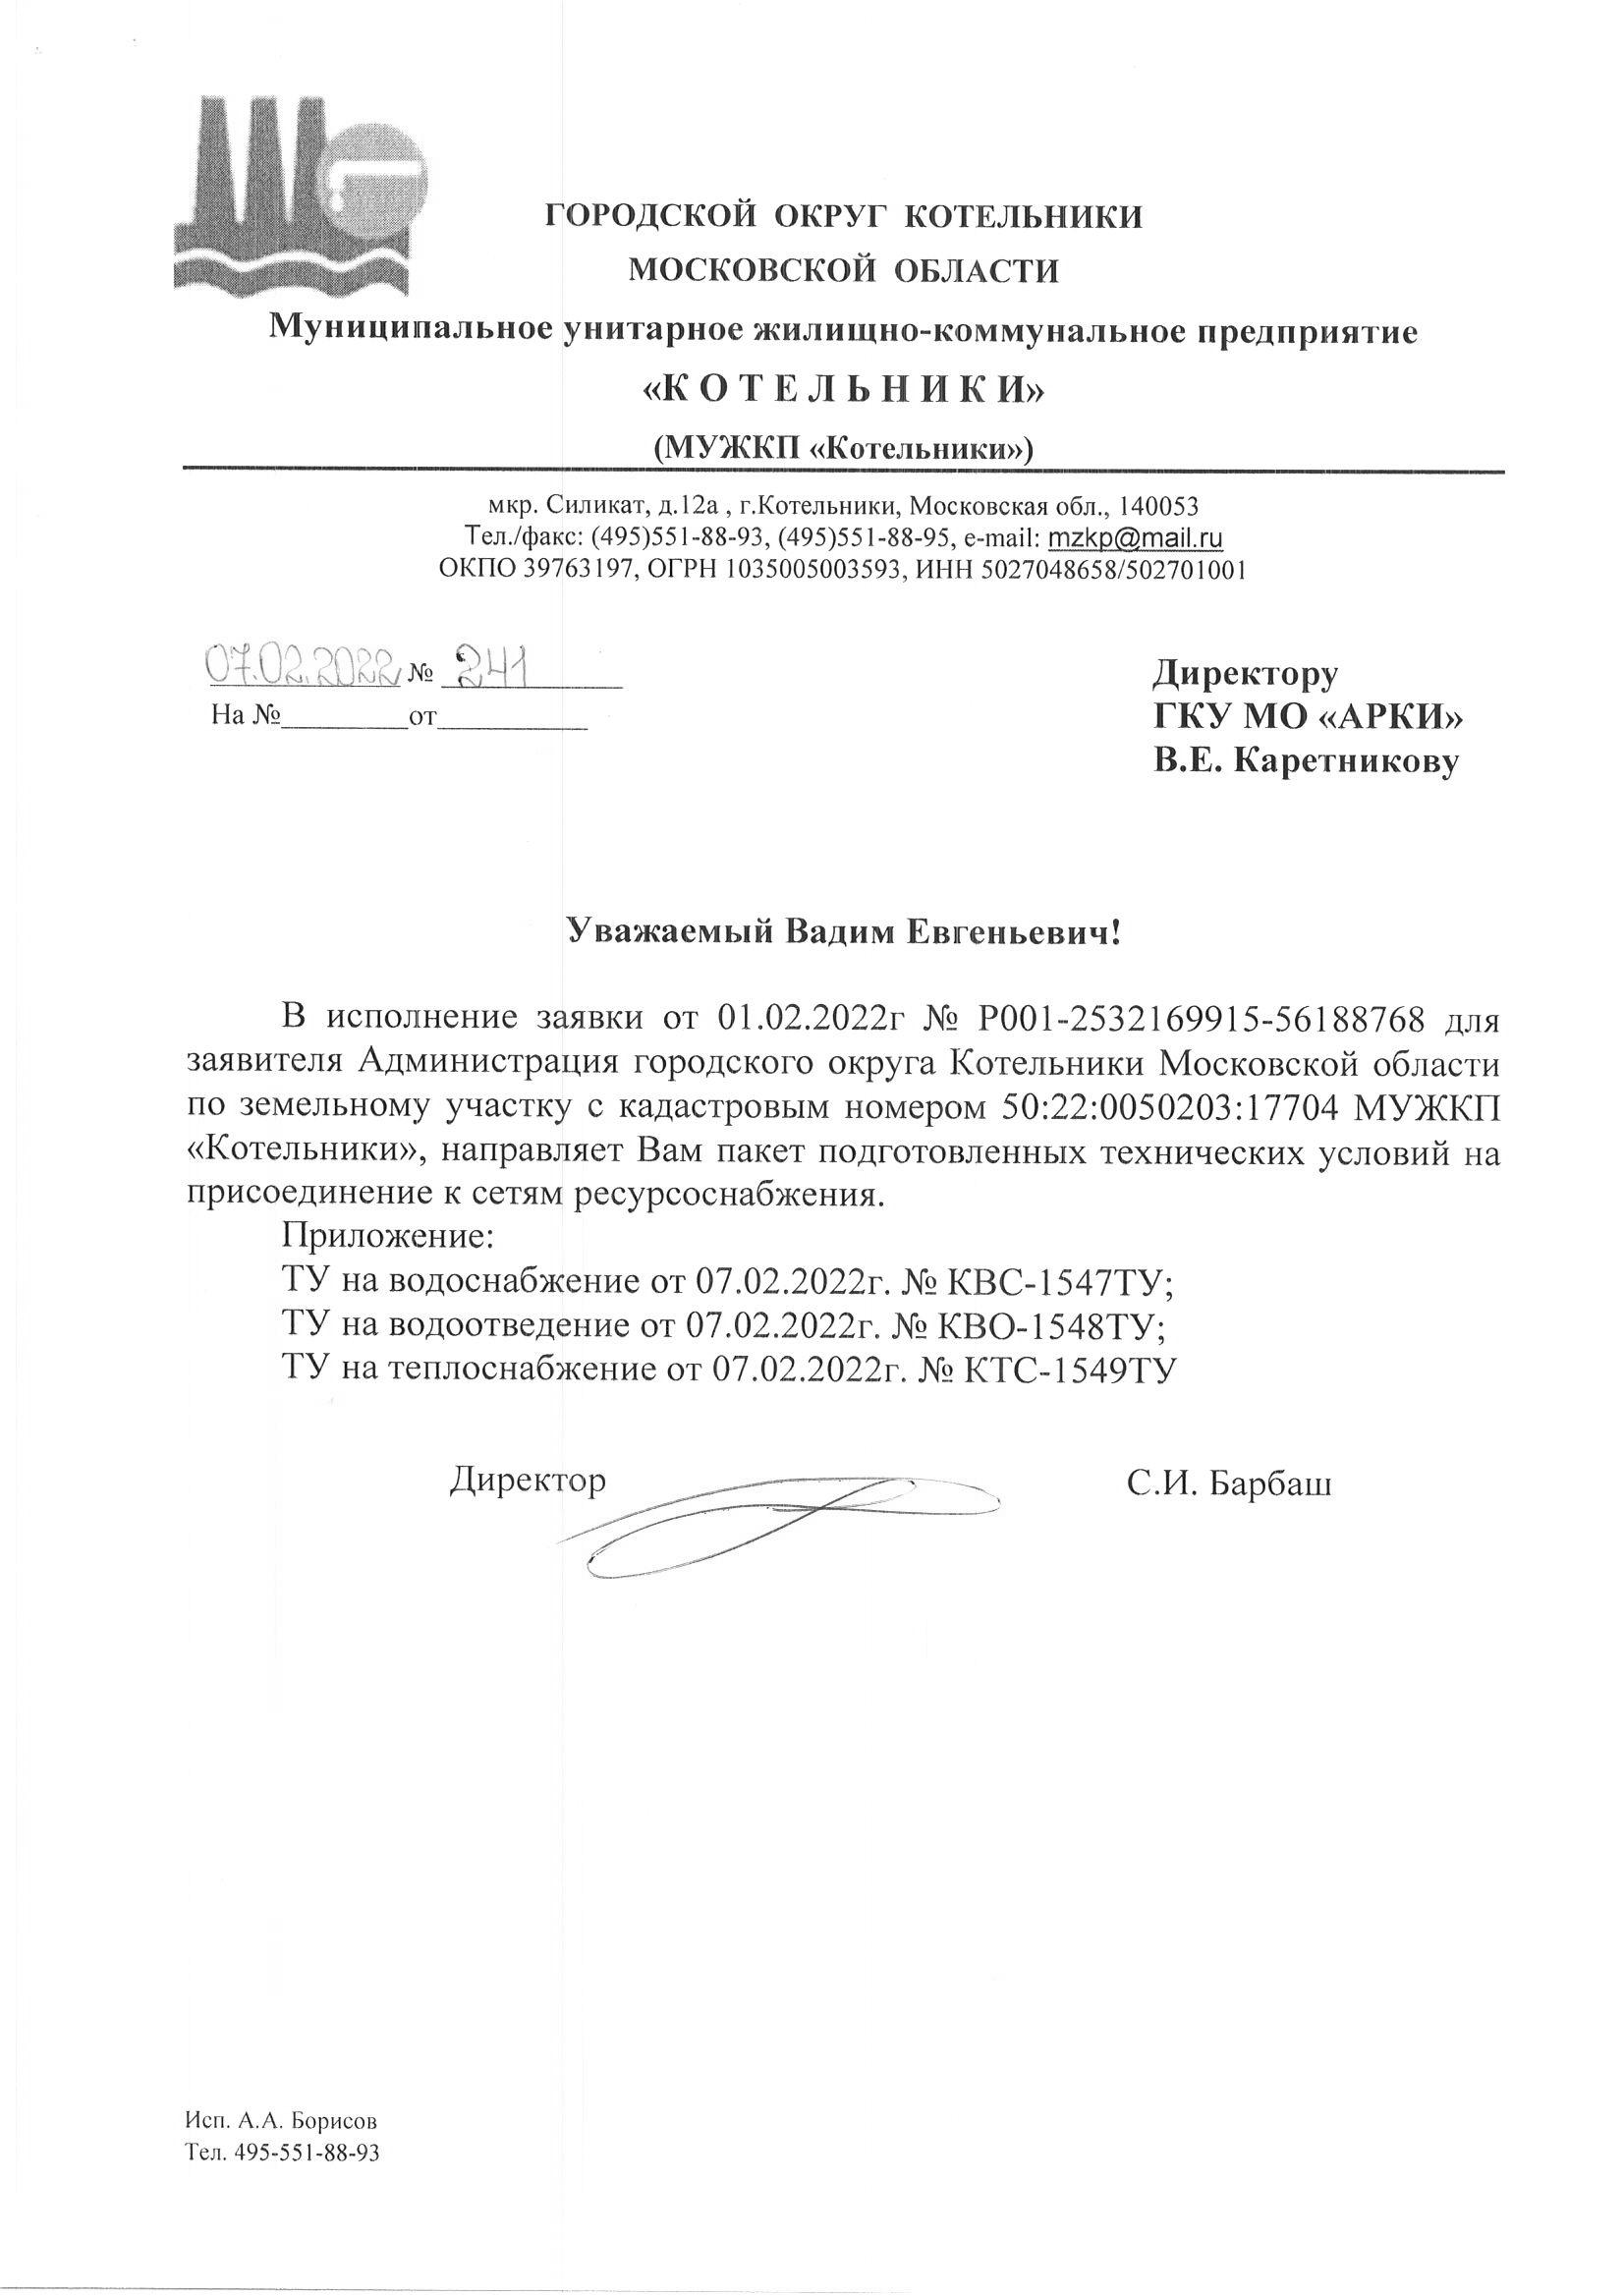 ГОРОДСКОЙ ОКРУГ КОТЕЛЬНИКИ
МОСКОВСКОЙ ОБЛАСТИ
Муниципальное унитарное жилищно-коммунальное предприятие
«К О Т Е Л Ь Н И К И»
(МУЖКП «Котельники»)
мкр. Силикат, д.12а , г.Котельники, Московская обл., 140053
Тел./факс: (495)551-88-93, (495)551-88-95, e-mail: mzkp@mail.ru
ОКПО 39763197, ОГРН 1035005003593, ИНН 5027048658/502701001
07.02.2022 № 241
На №_________от__________
Директору
ГКУ МО «АРКИ»
В.Е. Каретникову
Уважаемый Вадим Евгеньевич!
В исполнение заявки от 01.02.2022г № Р001-2532169915-56188768 для
заявителя Администрация городского округа Котельники Московской области
по земельному участку с кадастровым номером 50:22:0050203:17704 МУЖКП
«Котельники», направляет Вам пакет подготовленных технических условий на
присоединение к сетям ресурсоснабжения.
Приложение:
ТУ на водоснабжение от 07.02.2022г. № КВС-1547ТУ;
ТУ на водоотведение от 07.02.2022г. № КВО-1548ТУ;
ТУ на теплоснабжение от 07.02.2022г. № КТС-1549ТУ
Директор С.И. Барбаш
Исп. А.А. Борисов
Тел. 495-551-88-93